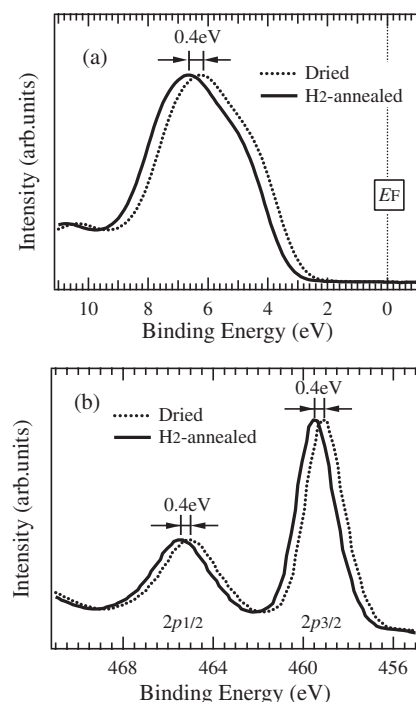 0.4eV
(a)
Dried
H2-annealed
Intensity (arb.units)
EF
10 8 6 4 2 0
Binding Energy (eV)
(b)
0.4eV
Dried
H2-annealed
0.4eV
Intensity (arb.units)
2p1/2 2p3/2
468 464 460 456
Binding Energy (eV)